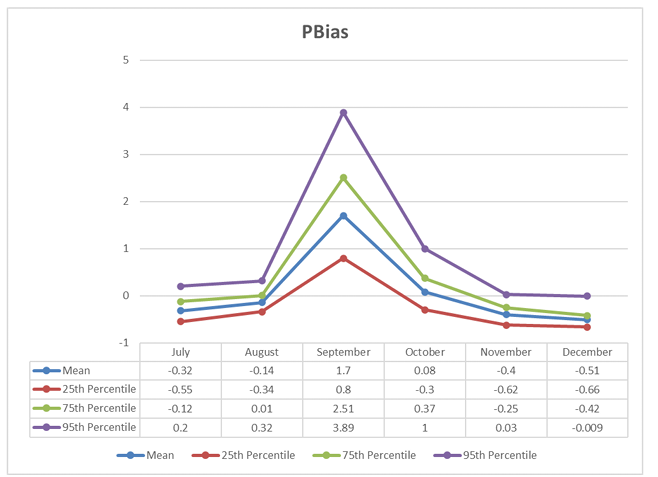 PBias
5
4
3
2
1
0
-1
July August September October November December
Mean -0.32 -0.14 1.7 0.08 -0.4 -0.51
25th Percentile -0.55 -0.34 0.8 -0.3 -0.62 -0.66
75th Percentile -0.12 0.01 2.51 0.37 -0.25 -0.42
95th Percentile 0.2 0.32 3.89 1 0.03 -0.009
Mean 25th Percentile 75th Percentile 95th Percentile